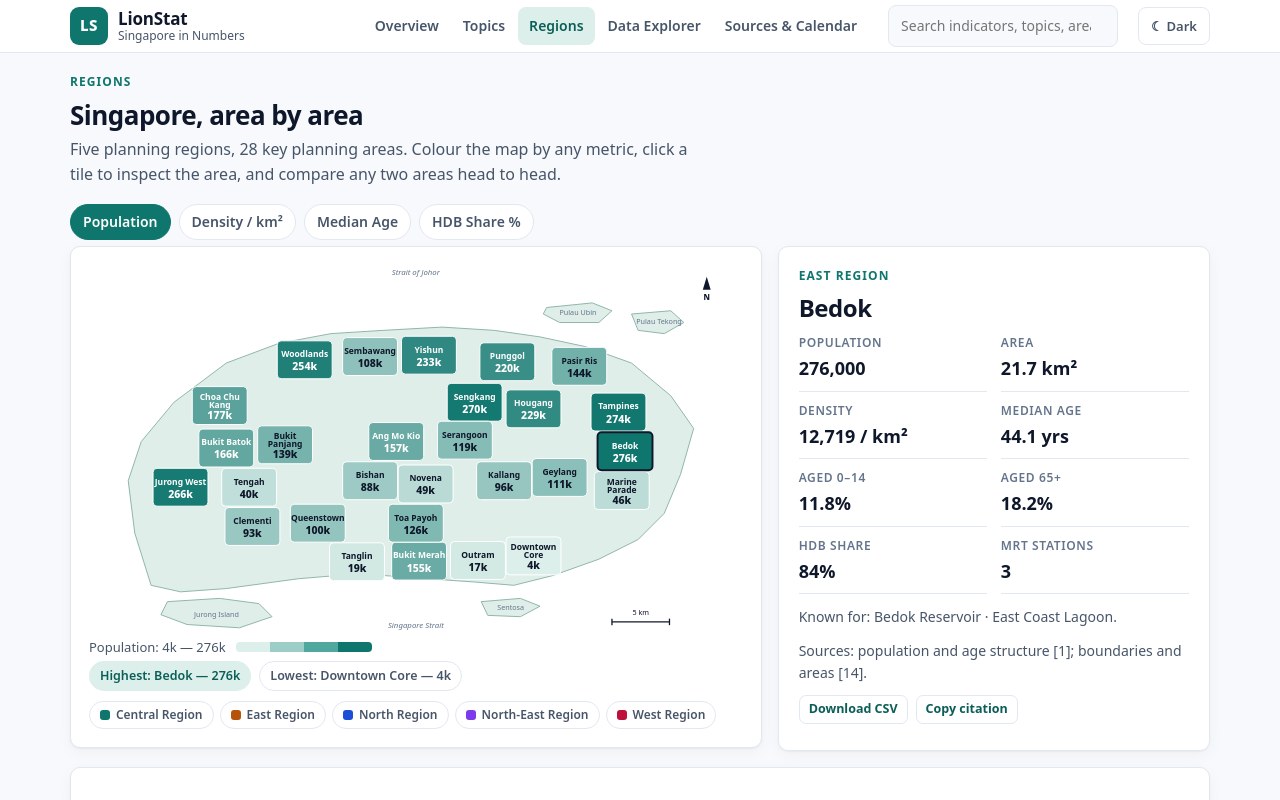 LS
LionStat
Singapore in Numbers
Overview
Topics
Regions
Data Explorer
Sources & Calendar
Search indicators, topics, are
☾ Dark
REGIONS
Singapore, area by area
Five planning regions, 28 key planning areas. Colour the map by any metric, click a
tile to inspect the area, and compare any two areas head to head.
Population
Density / km²
Median Age
HDB Share %
Strait of Johor
N
Pulau Ubin
Pulau Tekong
Woodlands
254k
Sembawang
108k
Yishun
233k
Punggol
220k
Pasir Ris
144k
Choa Chu
Kang
177k
Sengkang
270k
Hougang
229k
Tampines
274k
Bukit Batok
166k
Bukit
Panjang
139k
Ang Mo Kio
157k
Serangoon
119k
Bedok
276k
Jurong West
266k
Tengah
40k
Bishan
88k
Novena
49k
Kallang
96k
Geylang
111k
Marine
Parade
46k
Clementi
93k
Queenstown
100k
Toa Payoh
126k
Tanglin
19k
Bukit Merah
155k
Outram
17k
Downtown
Core
4k
Jurong Island
Sentosa
Singapore Strait
5 km
Population: 4k — 276k
Highest: Bedok — 276k
Lowest: Downtown Core — 4k
Central Region
East Region
North Region
North-East Region
West Region
EAST REGION
Bedok
POPULATION
276,000
AREA
21.7 km²
DENSITY
12,719 / km²
MEDIAN AGE
44.1 yrs
AGED 0–14
11.8%
AGED 65+
18.2%
HDB SHARE
84%
MRT STATIONS
3
Known for: Bedok Reservoir · East Coast Lagoon.
Sources: population and age structure [1]; boundaries and
areas [14].
Download CSV
Copy citation